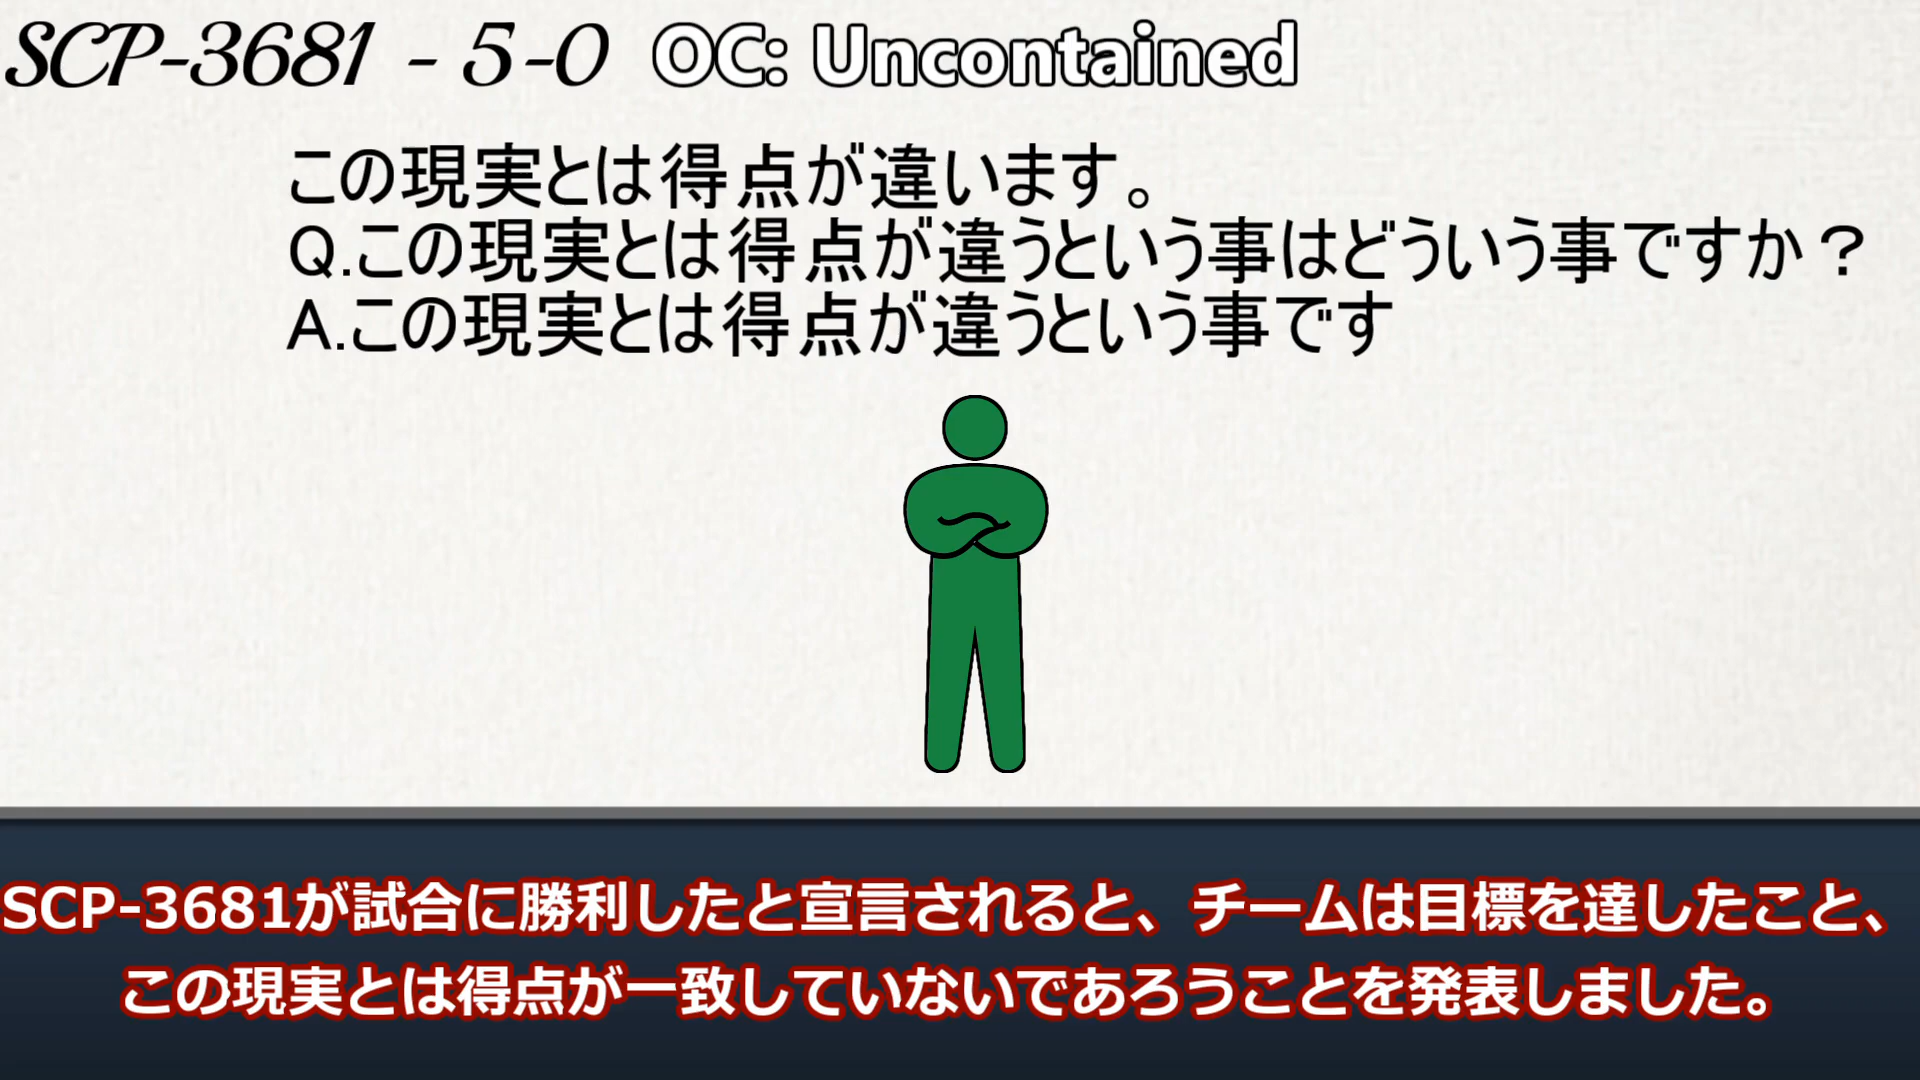 SCP-3681 - 5-0 OC: Uncontained
この現実とは得点が違います。
Q.この現実とは得点が違うという事はどういう事ですか？
A.この現実とは得点が違うという事です
SCP-3681が試合に勝利したと宣言されると、チームは目標を達したこと、
この現実とは得点が一致していないであろうことを発表しました。